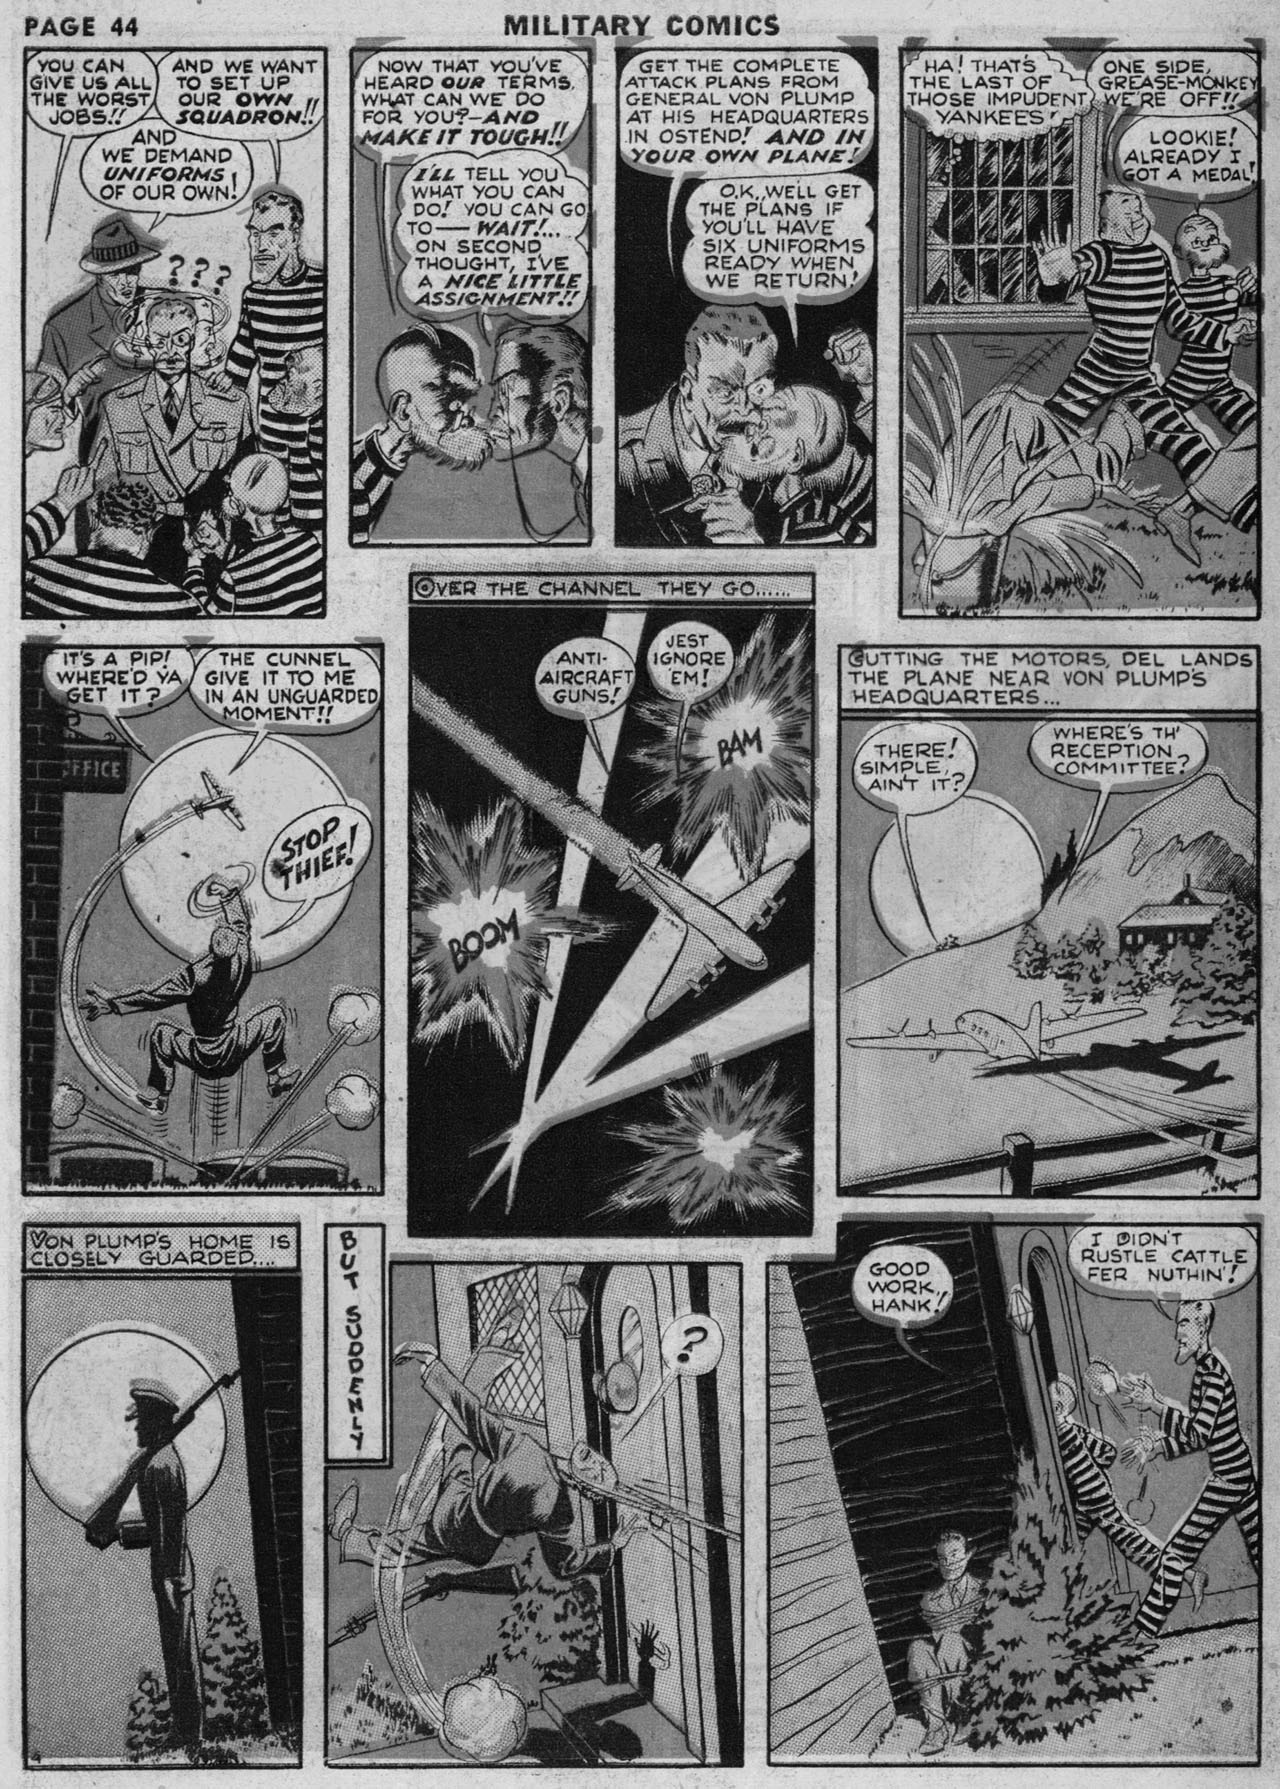 PAGE 44
MILITARY COMICS
YOU CAN
GIVE US ALL
THE WORST
JOBS!!
AND WE WANT
TO SET UP
OUR OWN
SQUADRON!!
AND
WE DEMAND
UNIFORMS
OF OUR OWN!
? ? ?
NOW THAT YOU'VE
HEARD OUR TERMS,
WHAT CAN WE DO
FOR YOU?—AND
MAKE IT TOUGH!!
I'LL TELL YOU
WHAT YOU CAN
DO! YOU CAN GO
TO — WAIT!...
ON SECOND
THOUGHT, I'VE
A NICE LITTLE
ASSIGNMENT!!
GET THE COMPLETE
ATTACK PLANS FROM
GENERAL VON PLUMP
AT HIS HEADQUARTERS
IN OSTEND! AND IN
YOUR OWN PLANE!
O.K., WE'LL GET
THE PLANS IF
YOU'LL HAVE
SIX UNIFORMS
READY WHEN
WE RETURN!
HA! THAT'S
THE LAST OF
THOSE IMPUDENT
YANKEES!
ONE SIDE,
GREASE-MONKEY
WE'RE OFF!!
LOOKIE!
ALREADY I
GOT A MEDAL!
IT'S A PIP!
WHERE'D YA
GET IT?
THE CUNNEL
GIVE IT TO ME
IN AN UNGUARDED
MOMENT!!
OFFICE
STOP
THIEF!
OVER THE CHANNEL THEY GO......
ANTI-
AIRCRAFT
GUNS!
JEST
IGNORE
'EM!
BAM
BOOM
CUTTING THE MOTORS, DEL LANDS
THE PLANE NEAR VON PLUMP'S
HEADQUARTERS...
THERE!
SIMPLE,
AIN'T IT?
WHERE'S TH'
RECEPTION
COMMITTEE?
VON PLUMP'S HOME IS
CLOSELY GUARDED....
4
BUT SUDDENLY
?
GOOD
WORK,
HANK!
I DIDN'T
RUSTLE CATTLE
FER NUTHIN'!